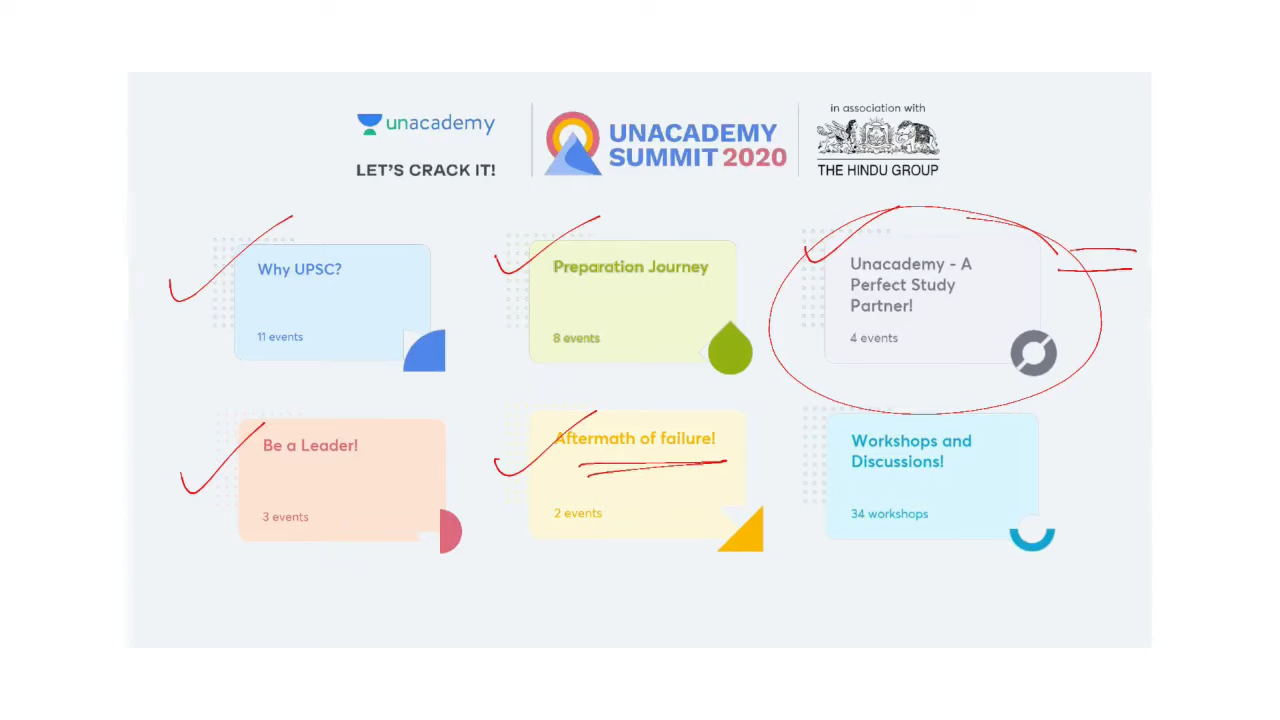 unacademy
LET'S CRACK IT!
UNACADEMY
SUMMIT 2020
in association with
THE HINDU GROUP
Why UPSC?
11 events
Preparation Journey
8 events
Unacademy - A
Perfect Study
Partner!
4 events
Be a Leader!
3 events
Aftermath of failure!
2 events
Workshops and
Discussions!
34 workshops